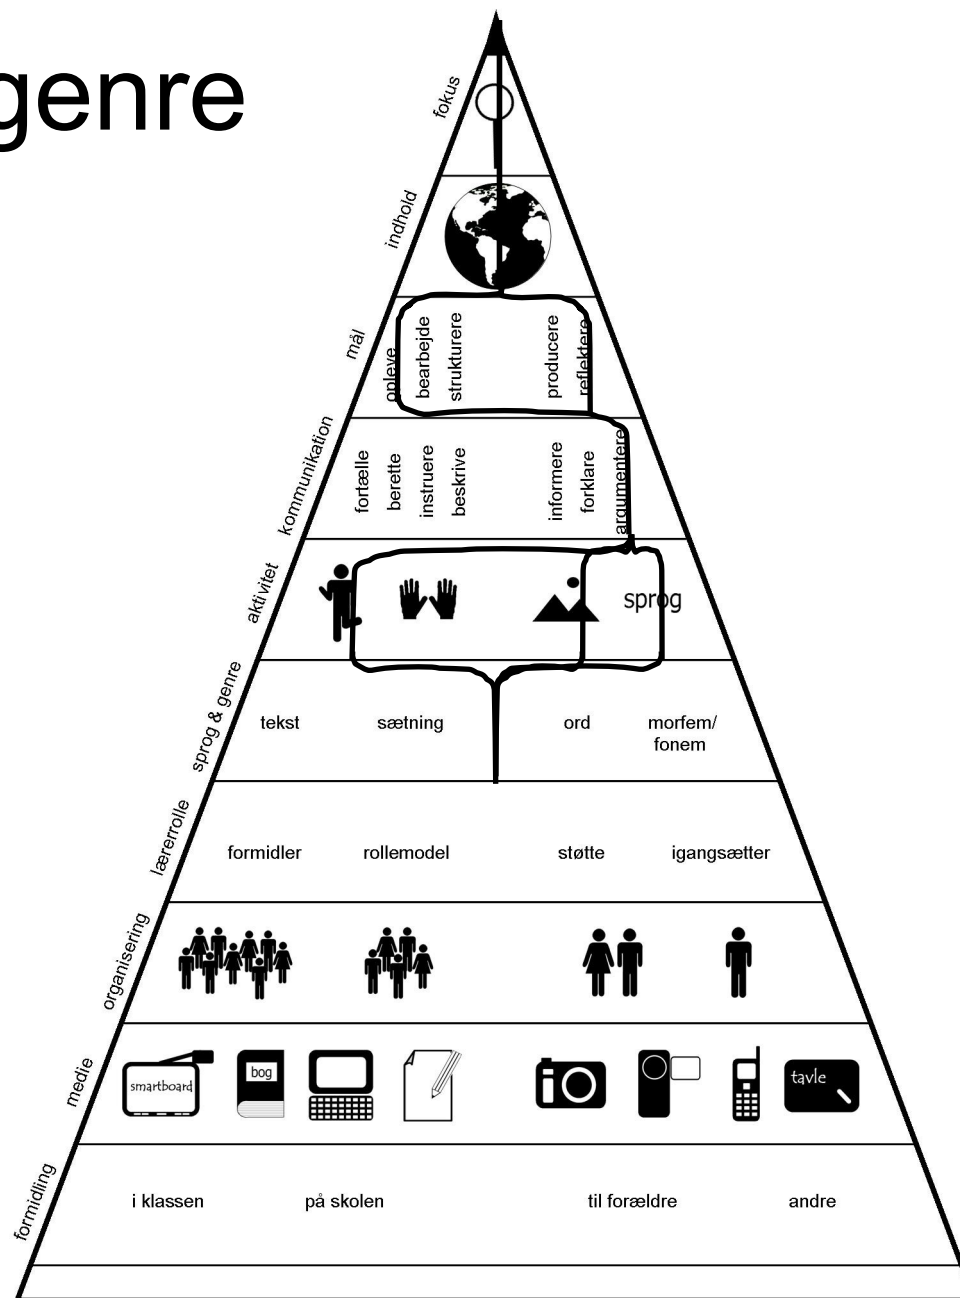 genre
fokus
indhold
mål
opleve
bearbejde
strukturere
producere
reflektere
kommunikation
fortælle
berette
instruere
beskrive
informere
forklare
argumentere
aktivitet
sprog
sprog & genre
tekst
sætning
ord
morfem/
fonem
lærerrolle
formidler
rollemodel
støtte
igangsætter
organisering
medie
smartboard
bog
tavle
formidling
i klassen
på skolen
til forældre
andre